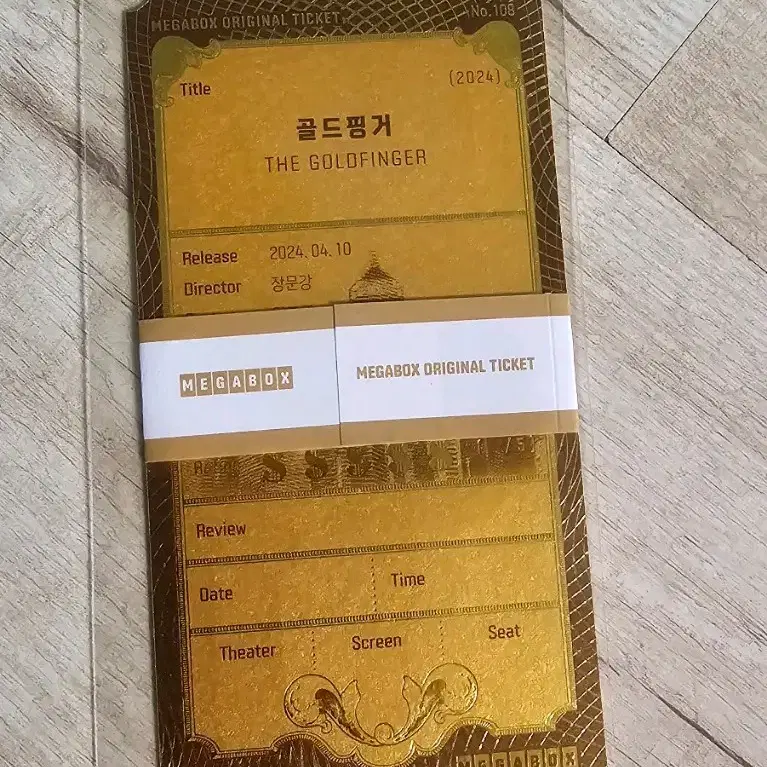 MEGABOX ORIGINAL TICKET No.108
Title (2024)
골드핑거
THE GOLDFINGER
Release 2024.04.10
Director 장문강
MEGABOX MEGABOX ORIGINAL TICKET
Review
Date Time
Theater Screen Seat
MEGABOX